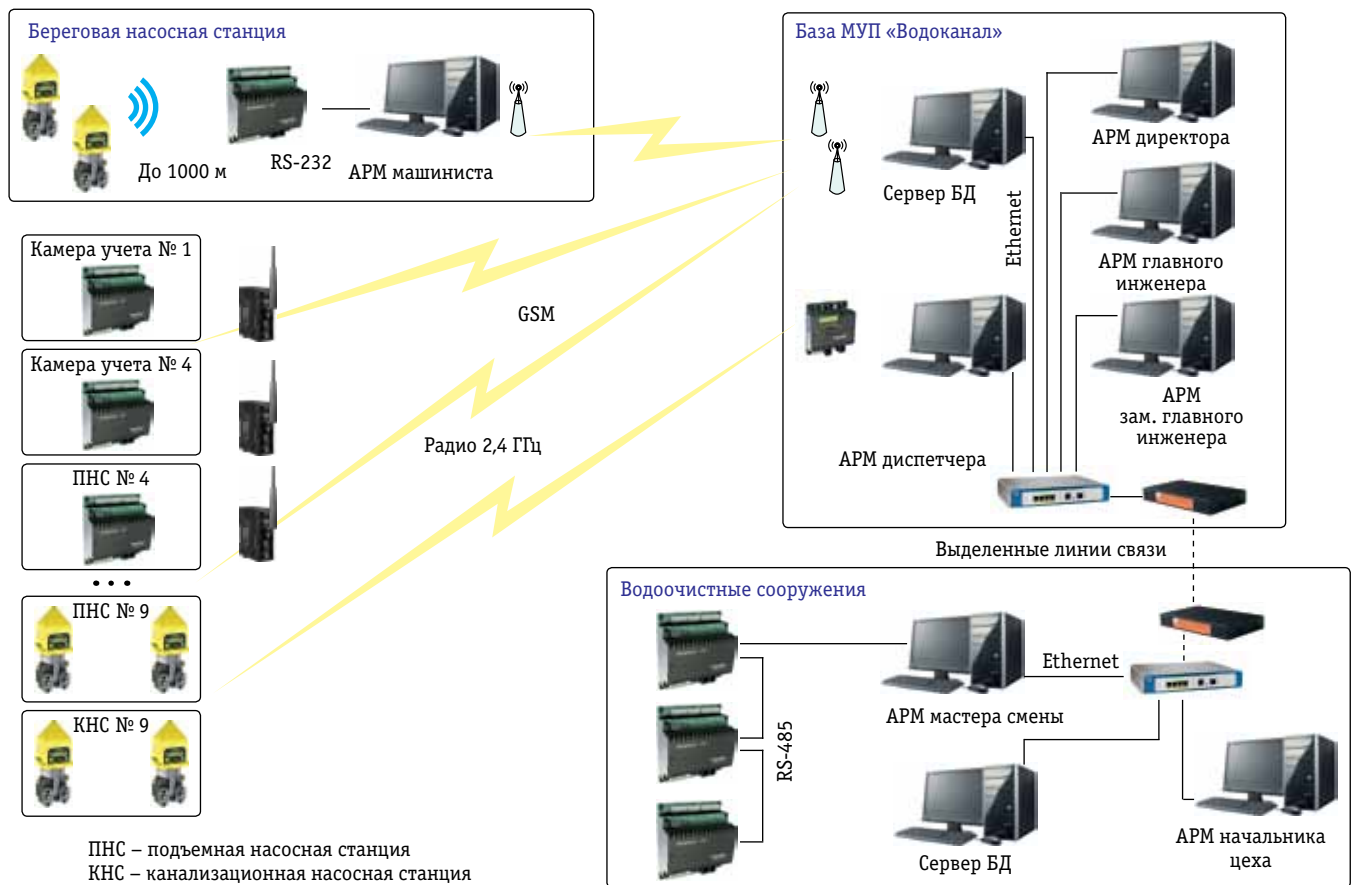 Береговая насосная станция
До 1000 м
RS-232
АРМ машиниста
База МУП «Водоканал»
Сервер БД
Ethernet
АРМ директора
АРМ главного
инженера
АРМ
зам. главного
инженера
АРМ диспетчера
Камера учета № 1
Камера учета № 4
ПНС № 4
...
ПНС № 9
КНС № 9
GSM
Радио 2,4 ГГц
Выделенные линии связи
Водоочистные сооружения
RS-485
АРМ мастера смены
Ethernet
Сервер БД
АРМ начальника
цеха
ПНС – подъемная насосная станция
КНС – канализационная насосная станция